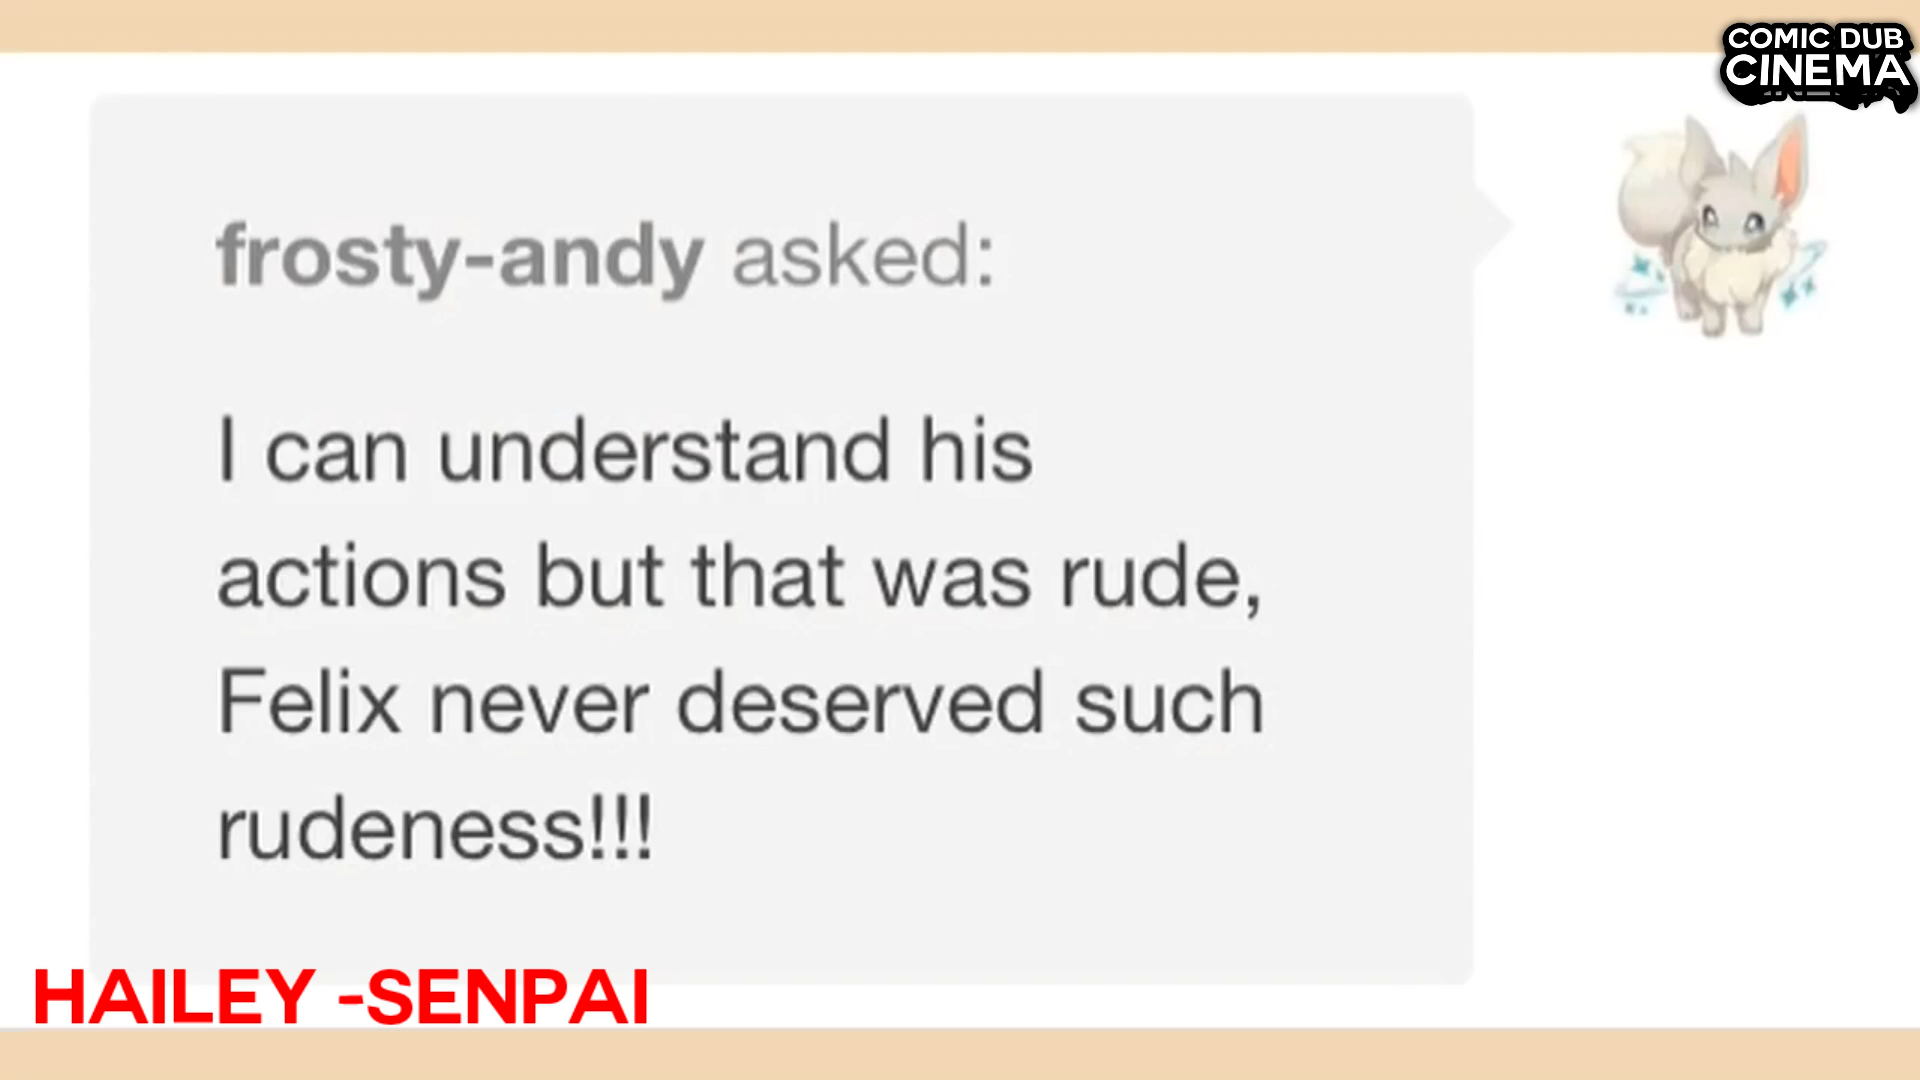 COMIC DUB
CINEMA
frosty-andy asked:
I can understand his
actions but that was rude,
Felix never deserved such
rudeness!!!
HAILEY -SENPAI